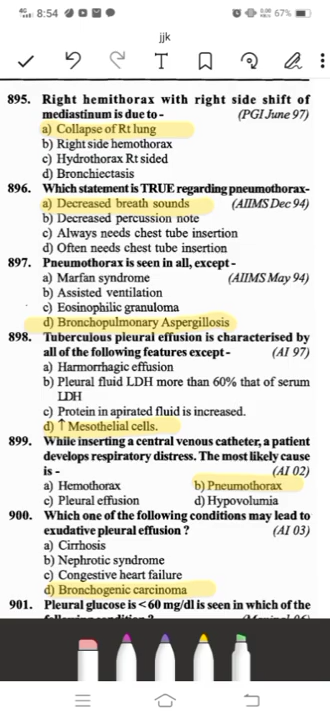 8:54
67%
jjk
895. Right hemithorax with right side shift of
mediastinum is due to - (PGI June 97)
a) Collapse of Rt lung
b) Right side hemothorax
c) Hydrothorax Rt sided
d) Bronchiectasis
896. Which statement is TRUE regarding pneumothorax-
a) Decreased breath sounds (AIIMS Dec 94)
b) Decreased percussion note
c) Always needs chest tube insertion
d) Often needs chest tube insertion
897. Pneumothorax is seen in all, except -
a) Marfan syndrome (AIIMS May 94)
b) Assisted ventilation
c) Eosinophilic granuloma
d) Bronchopulmonary Aspergillosis
898. Tuberculous pleural effusion is characterised by
all of the following features except - (AI 97)
a) Harmorrhagic effusion
b) Pleural fluid LDH more than 60% that of serum
LDH
c) Protein in apirated fluid is increased.
d) ↑ Mesothelial cells.
899. While inserting a central venous catheter, a patient
develops respiratory distress. The most likely cause
is - (AI 02)
a) Hemothorax b) Pneumothorax
c) Pleural effusion d) Hypovolumia
900. Which one of the following conditions may lead to
exudative pleural effusion ? (AI 03)
a) Cirrhosis
b) Nephrotic syndrome
c) Congestive heart failure
d) Bronchogenic carcinoma
901. Pleural glucose is < 60 mg/dl is seen in which of the